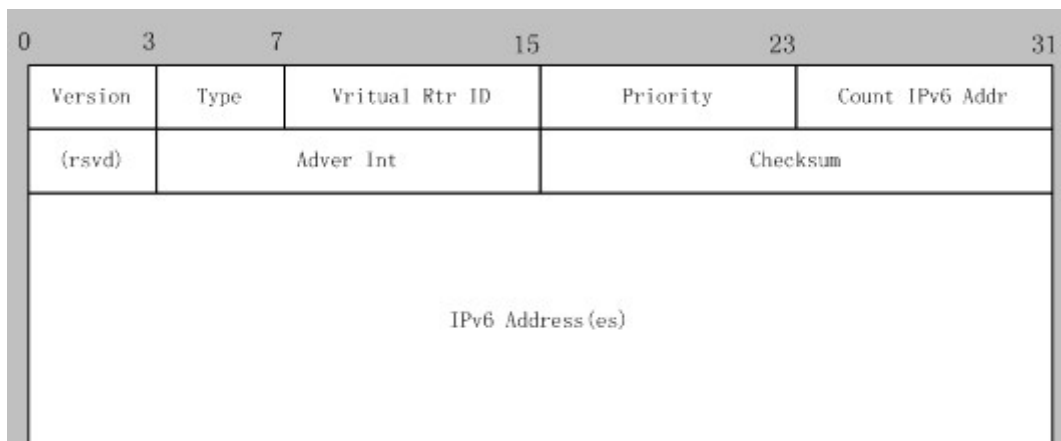 0 3 7 15 23 31
Version Type Vritual Rtr ID Priority Count IPv6 Addr
(rsvd) Adver Int Checksum
IPv6 Address(es)